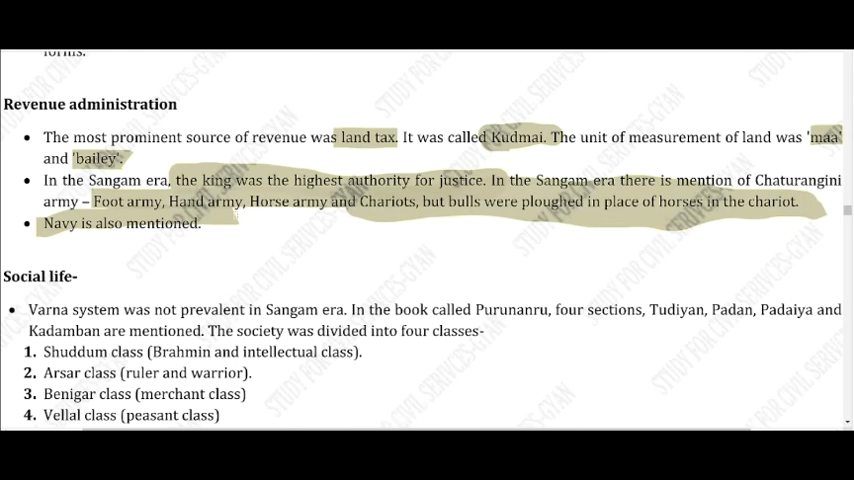 forms.
Revenue administration
• The most prominent source of revenue was land tax. It was called Kudmai. The unit of measurement of land was 'maa'
and 'bailey'.
• In the Sangam era, the king was the highest authority for justice. In the Sangam era there is mention of Chaturangini
army – Foot army, Hand army, Horse army and Chariots, but bulls were ploughed in place of horses in the chariot.
• Navy is also mentioned.
Social life-
• Varna system was not prevalent in Sangam era. In the book called Purunanru, four sections, Tudiyan, Padan, Padaiya and
Kadamban are mentioned. The society was divided into four classes-
1. Shuddum class (Brahmin and intellectual class).
2. Arsar class (ruler and warrior).
3. Benigar class (merchant class)
4. Vellal class (peasant class)
STUDY FOR CIVIL SERIVCES-GYAN